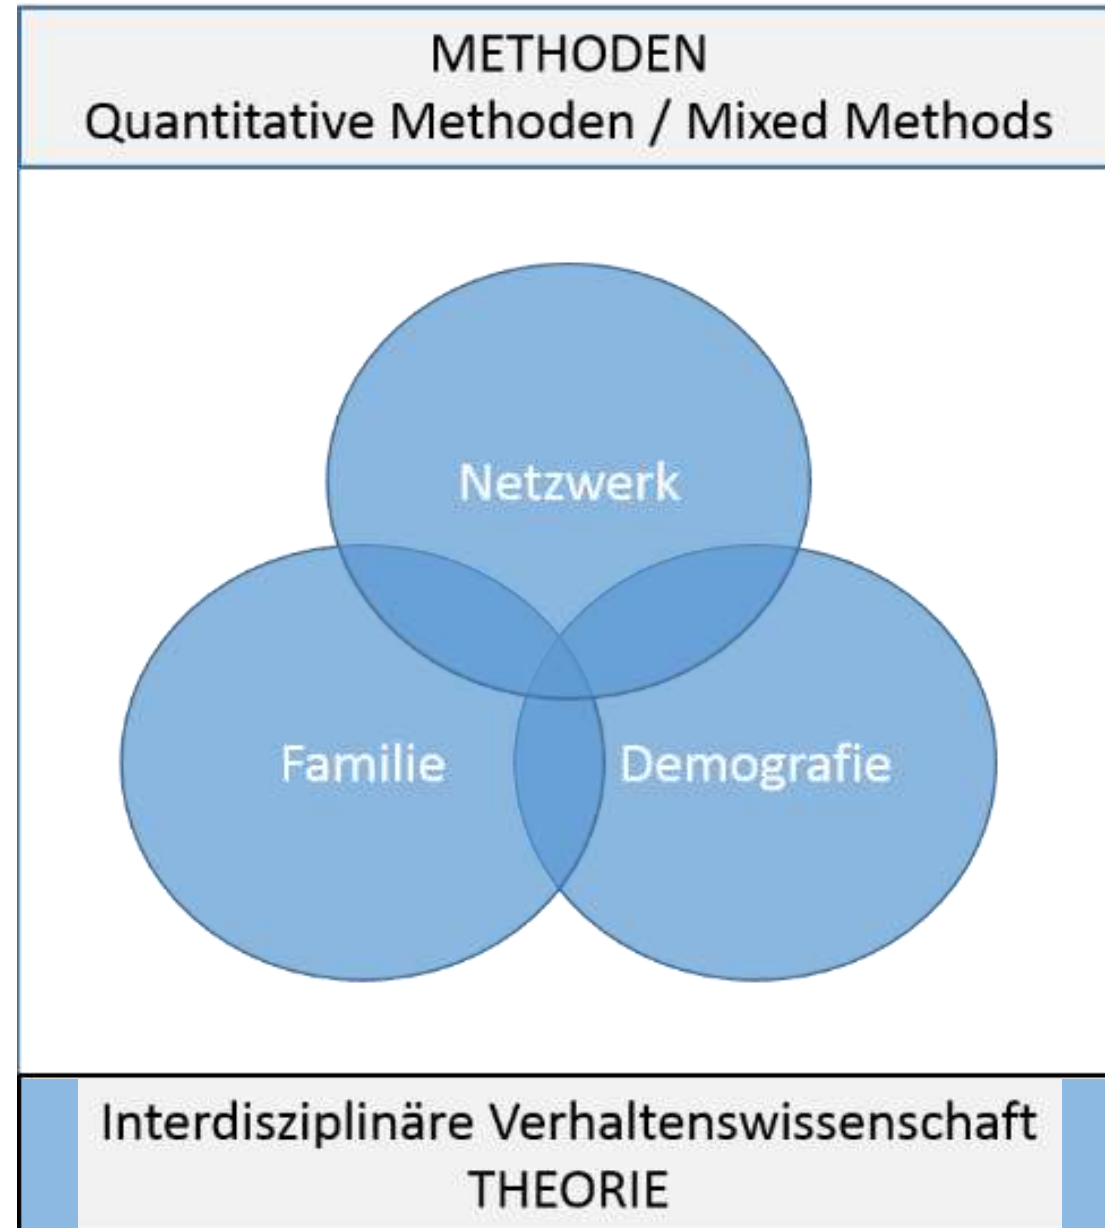 METHODEN
Quantitative Methoden / Mixed Methods
Netzwerk
Familie
Demografie
Interdisziplinäre Verhaltenswissenschaft
THEORIE